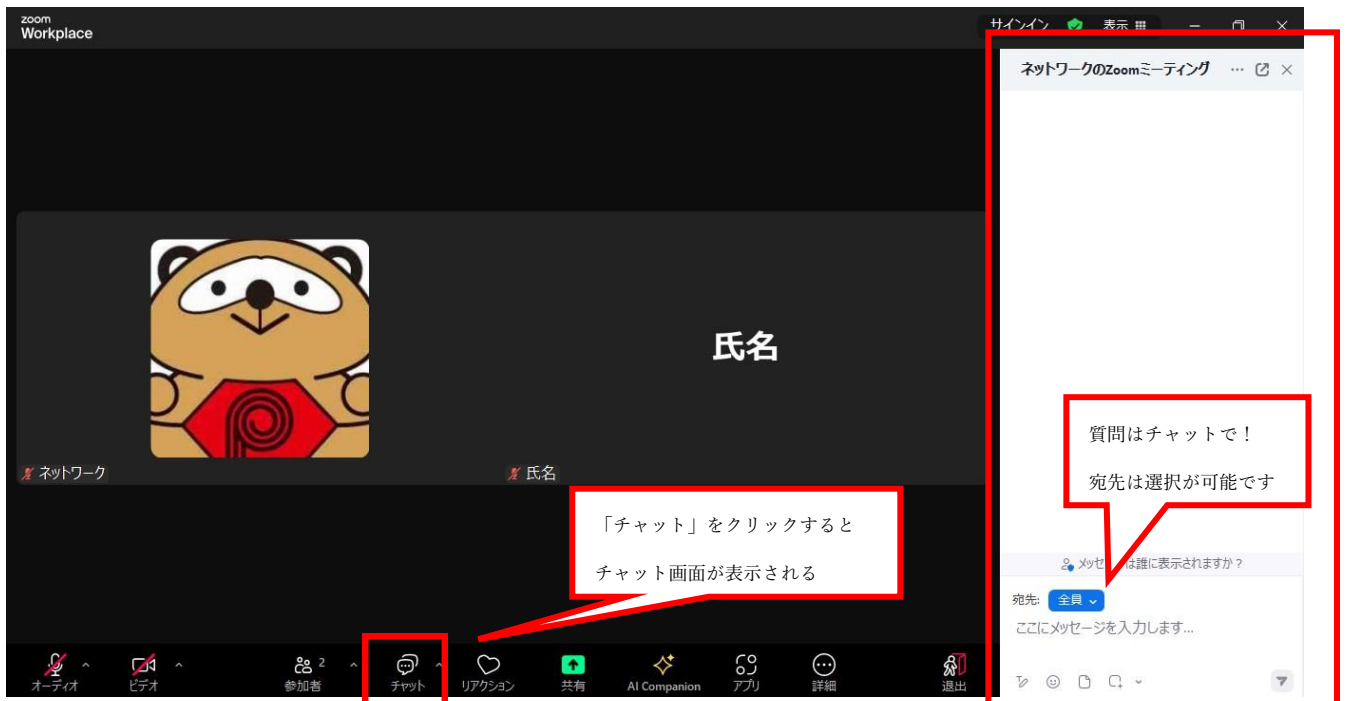 zoom
Workplace
サインイン
表示
ネットワークのZoomミーティング
氏名
ネットワーク
氏名
質問はチャットで！
宛先は選択が可能です
「チャット」をクリックすると
チャット画面が表示される
は誰に表示されますか？
宛先: 全員
ここにメッセージを入力します...
オーディオ
ビデオ
2
参加者
チャット
リアクション
共有
AI Companion
アプリ
詳細
退出